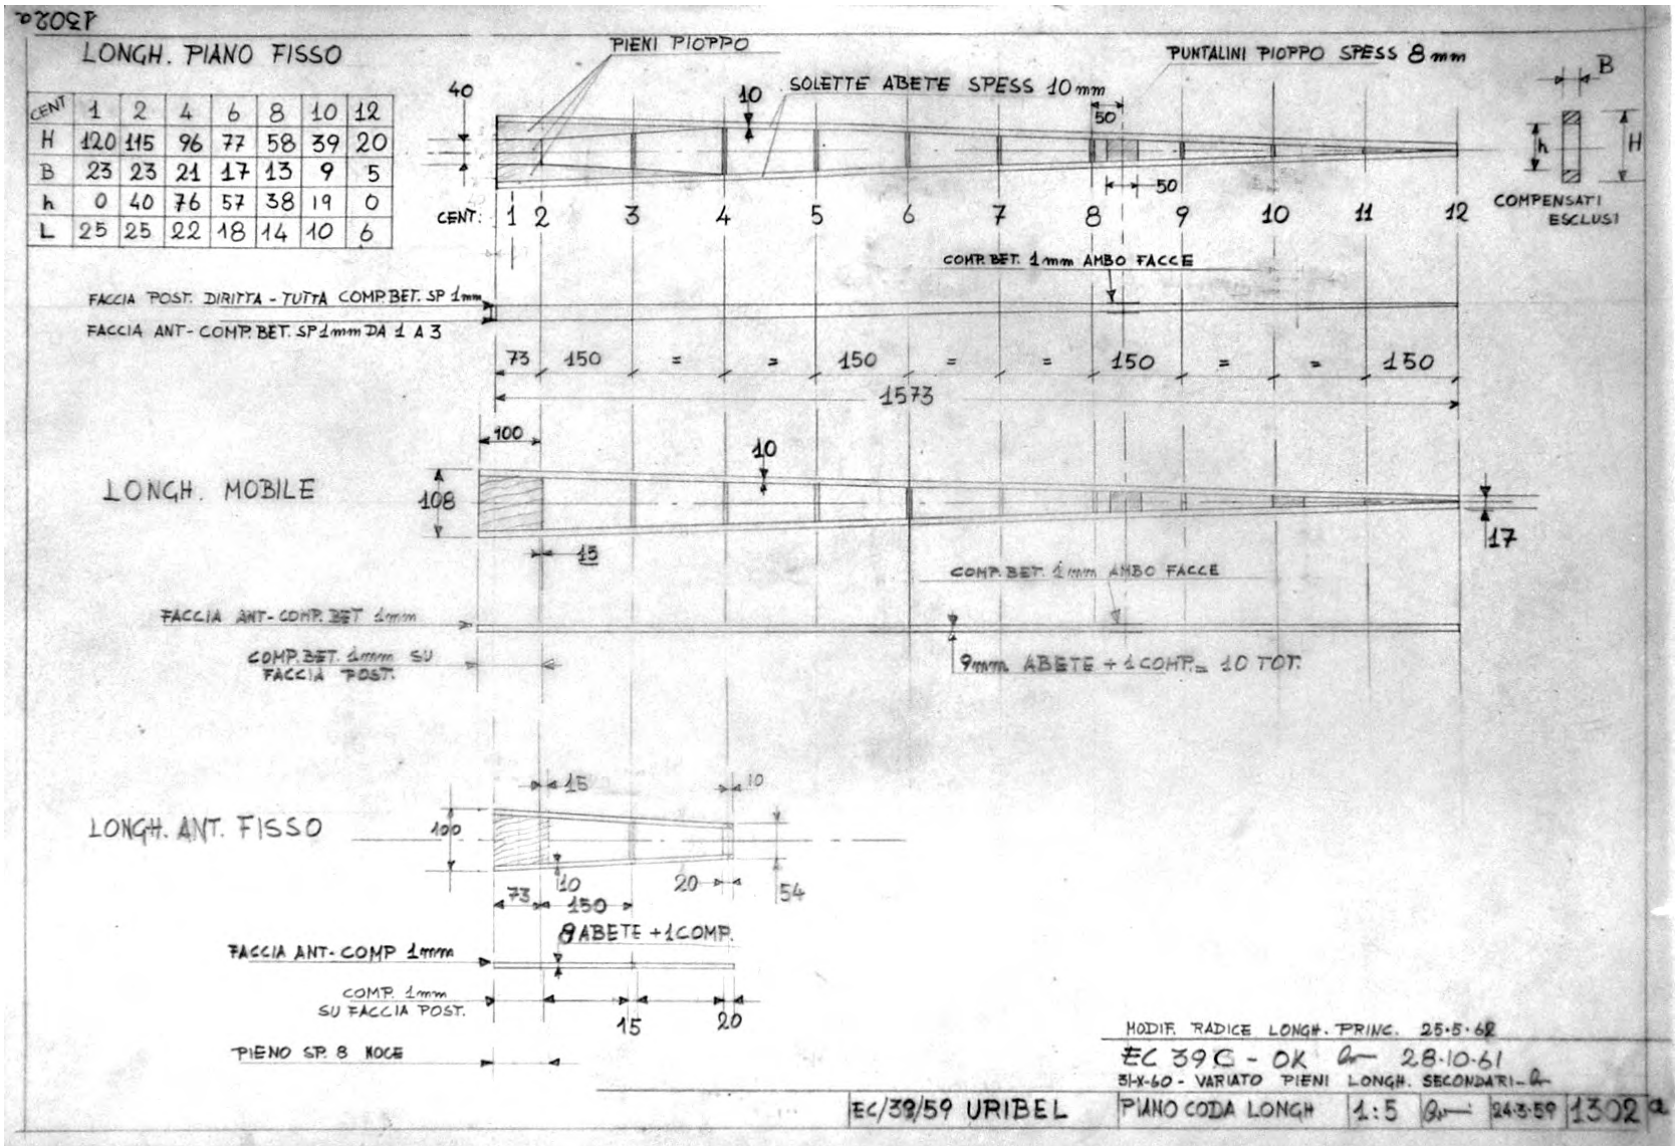 1302a
LONGH. PIANO FISSO
CENT 1 2 4 6 8 10 12
H 120 115 96 77 58 39 20
B 23 23 21 17 13 9 5
h 0 40 76 57 38 19 0
L 25 25 22 18 14 10 6
PIENI PIOPPO
PUNTALINI PIOPPO SPESS 8 mm
SOLETTE ABETE SPESS 10 mm
40
10
50
50
B
h
H
COMPENSATI
ESCLUSI
CENT: 1 2 3 4 5 6 7 8 9 10 11 12
COMP. BET. 1mm AMBO FACCE
FACCIA POST. DIRITTA - TUTTA COMP. BET. SP 1mm
FACCIA ANT- COMP. BET. SP 1mm DA 1 A 3
73 150 = = 150 = = 150 = = 150
1573
100
LONGH. MOBILE
108
10
15
17
COMP. BET. 1mm AMBO FACCE
FACCIA ANT- COMP. BET 1mm
COMP. BET. 1mm SU
FACCIA POST.
9mm ABETE + 1 COMP. = 10 TOT.
LONGH. ANT. FISSO
15
10
100
10
20
54
73
150
ABETE + 1 COMP.
FACCIA ANT- COMP 1mm
COMP. 1mm
SU FACCIA POST.
15
20
PIENO SP. 8 NOCE
MODIF. RADICE LONGH. PRINC. 25-5-62
EC 39 C - OK 28-10-61
31-X-60 - VARIATO PIENI LONGH. SECONDARI-
EC/39/59 URIBEL PIANO CODA LONGH 1:5 24-3-59 1302 a